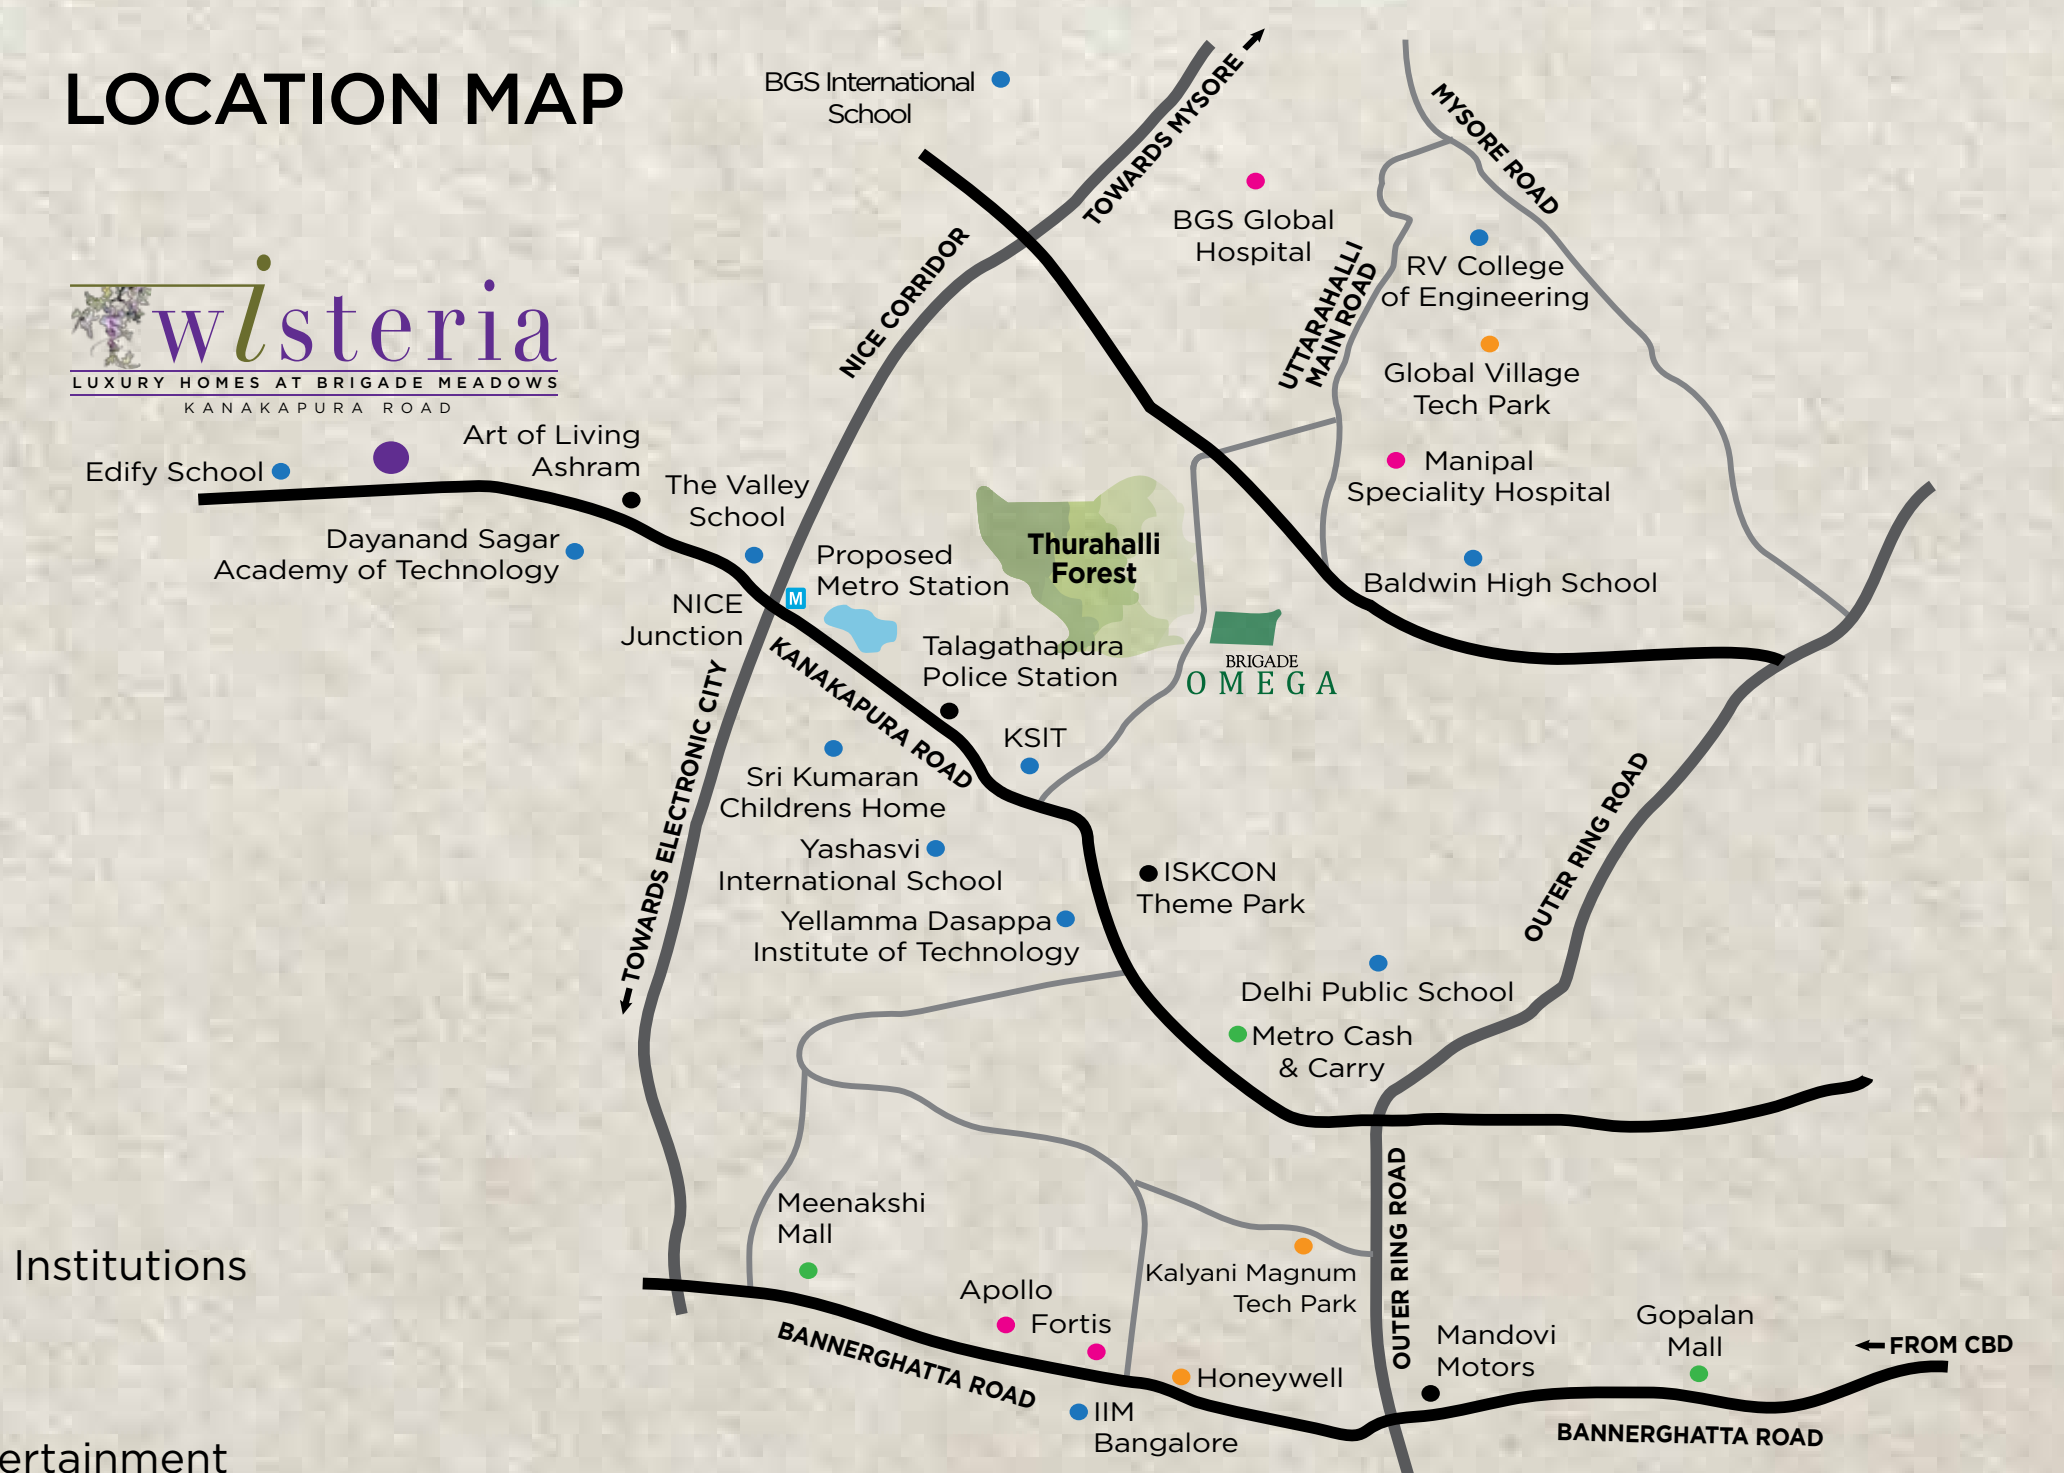 LOCATION MAP
BGS International
School
TOWARDS MYSORE
MYSORE ROAD
BGS Global
Hospital
NICE CORRIDOR
UTTARAHALLI
MAIN ROAD
RV College
of Engineering
wisteria
LUXURY HOMES AT BRIGADE MEADOWS
KANAKAPURA ROAD
Global Village
Tech Park
Art of Living
Ashram
Edify School
The Valley
School
Manipal
Speciality Hospital
Dayanand Sagar
Academy of Technology
Proposed
Metro Station
M
Thurahalli
Forest
Baldwin High School
NICE
Junction
KANAKAPURA ROAD
Talagathapura
Police Station
BRIGADE
OMEGA
TOWARDS ELECTRONIC CITY
KSIT
Sri Kumaran
Childrens Home
OUTER RING ROAD
Yashasvi
International School
ISKCON
Theme Park
Yellamma Dasappa
Institute of Technology
Delhi Public School
Metro Cash
& Carry
OUTER RING ROAD
Meenakshi
Mall
Institutions
Kalyani Magnum
Tech Park
Apollo
Fortis
BANNERGHATTA ROAD
Mandovi
Motors
Gopalan
Mall
FROM CBD
Honeywell
IIM
Bangalore
BANNERGHATTA ROAD
ertainment